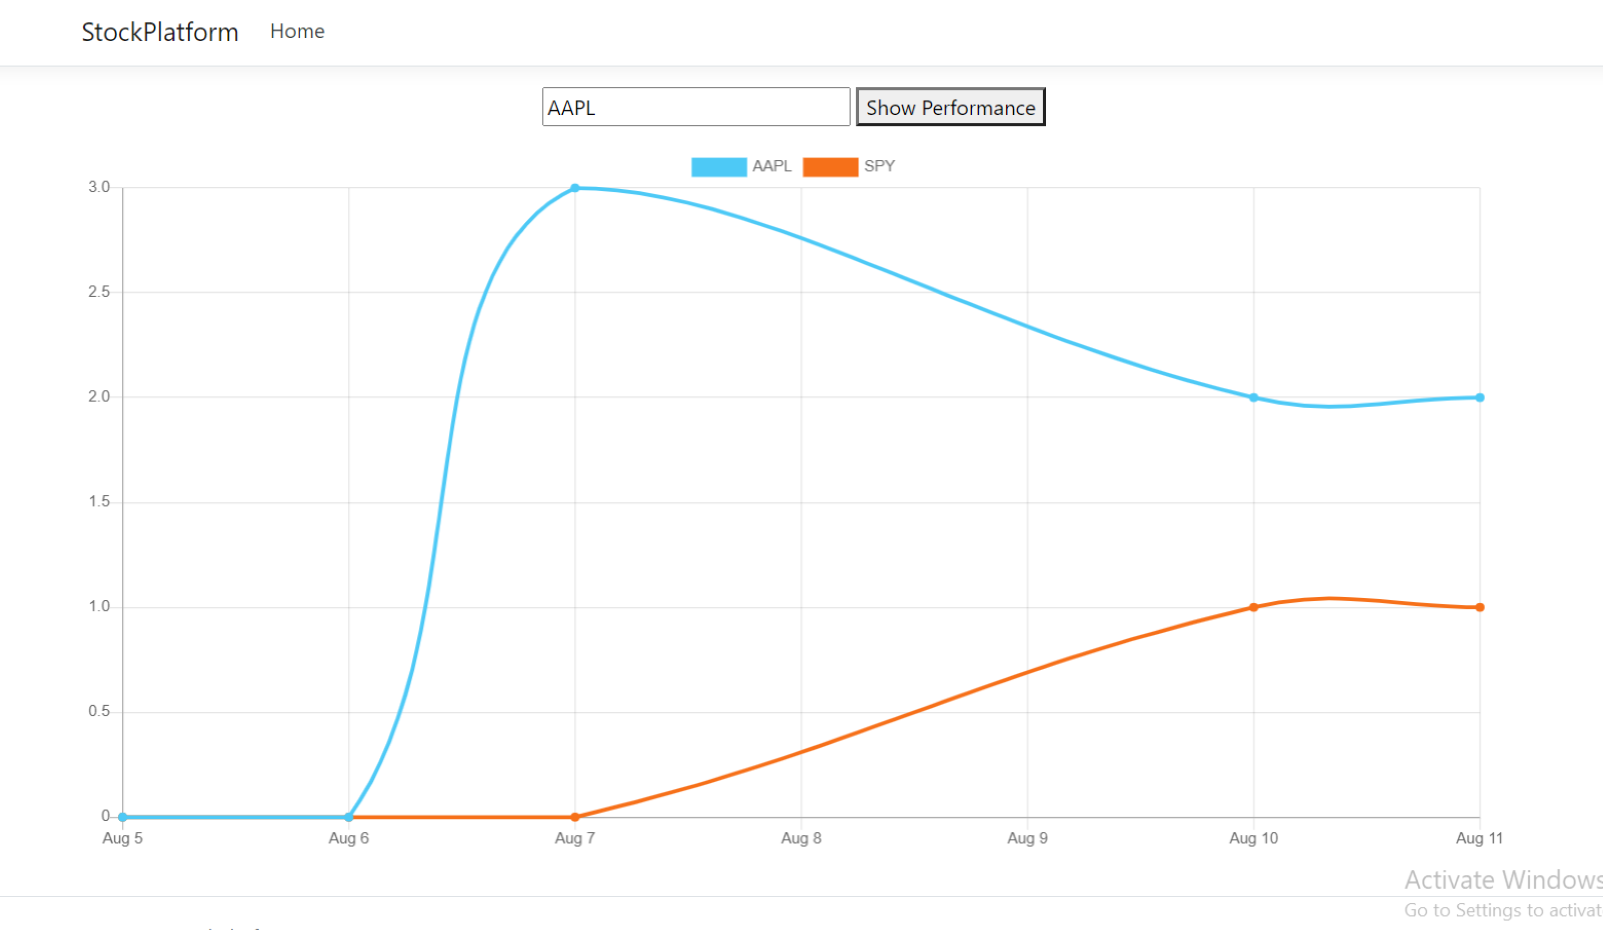 StockPlatform Home
AAPL Show Performance
AAPL SPY
3.0
2.5
2.0
1.5
1.0
0.5
0
Aug 5 Aug 6 Aug 7 Aug 8 Aug 9 Aug 10 Aug 11
Activate Windows
Go to Settings to activat